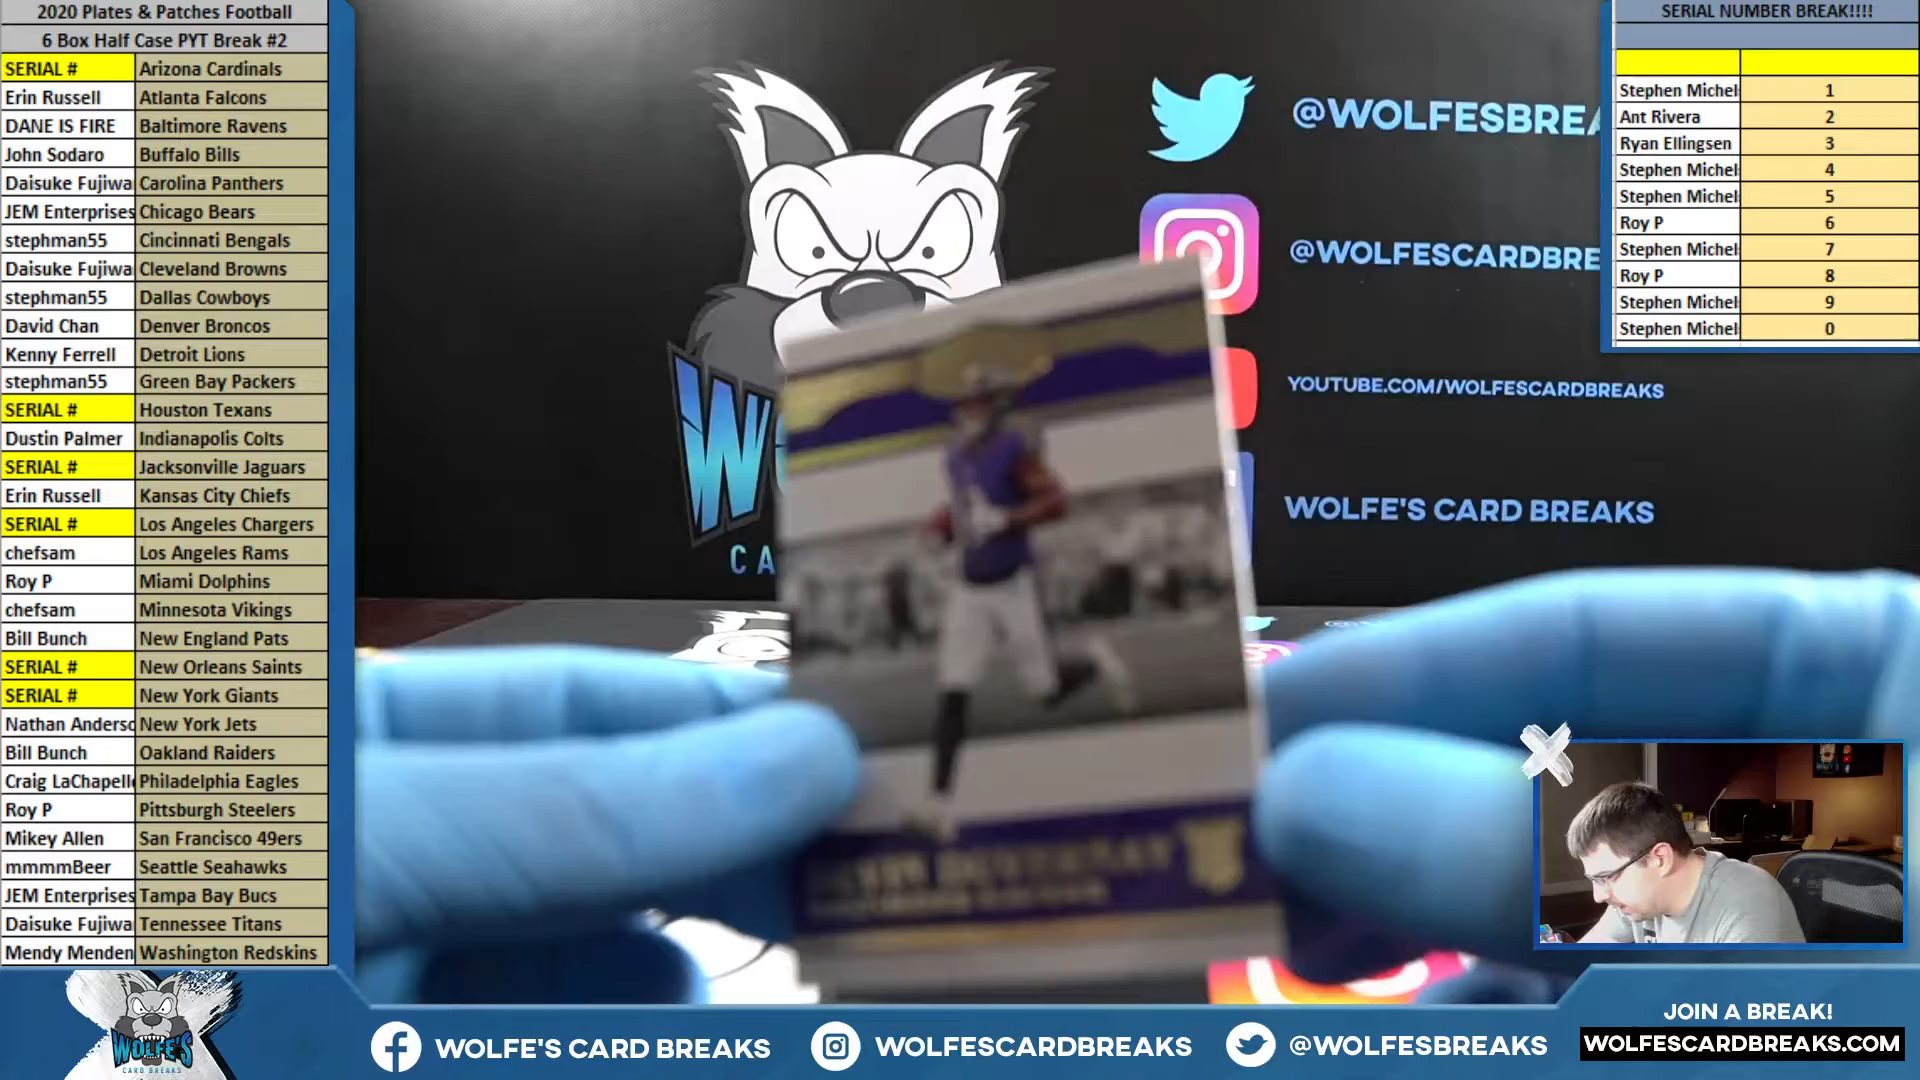 2020 Plates & Patches Football
6 Box Half Case PYT Break #2
SERIAL # Arizona Cardinals
Erin Russell Atlanta Falcons
DANE IS FIRE Baltimore Ravens
John Sodaro Buffalo Bills
Daisuke Fujiwa Carolina Panthers
JEM Enterprises Chicago Bears
stephman55 Cincinnati Bengals
Daisuke Fujiwa Cleveland Browns
stephman55 Dallas Cowboys
David Chan Denver Broncos
Kenny Ferrell Detroit Lions
stephman55 Green Bay Packers
SERIAL # Houston Texans
Dustin Palmer Indianapolis Colts
SERIAL # Jacksonville Jaguars
Erin Russell Kansas City Chiefs
SERIAL # Los Angeles Chargers
chefsam Los Angeles Rams
Roy P Miami Dolphins
chefsam Minnesota Vikings
Bill Bunch New England Pats
SERIAL # New Orleans Saints
SERIAL # New York Giants
Nathan Anderso New York Jets
Bill Bunch Oakland Raiders
Craig LaChapelle Philadelphia Eagles
Roy P Pittsburgh Steelers
Mikey Allen San Francisco 49ers
mmmmBeer Seattle Seahawks
JEM Enterprises Tampa Bay Bucs
Daisuke Fujiwa Tennessee Titans
Mendy Menden Washington Redskins
@WOLFESBREA
@WOLFESCARDBRE
YOUTUBE.COM/WOLFESCARDBREAKS
WOLFE'S CARD BREAKS
W
CA
SERIAL NUMBER BREAK!!!!
Stephen Michel 1
Ant Rivera 2
Ryan Ellingsen 3
Stephen Michel 4
Stephen Michel 5
Roy P 6
Stephen Michel 7
Roy P 8
Stephen Michel 9
Stephen Michel 0
WOLFE'S
CARD BREAKS
WOLFE'S CARD BREAKS
WOLFESCARDBREAKS
@WOLFESBREAKS
JOIN A BREAK!
WOLFESCARDBREAKS.COM